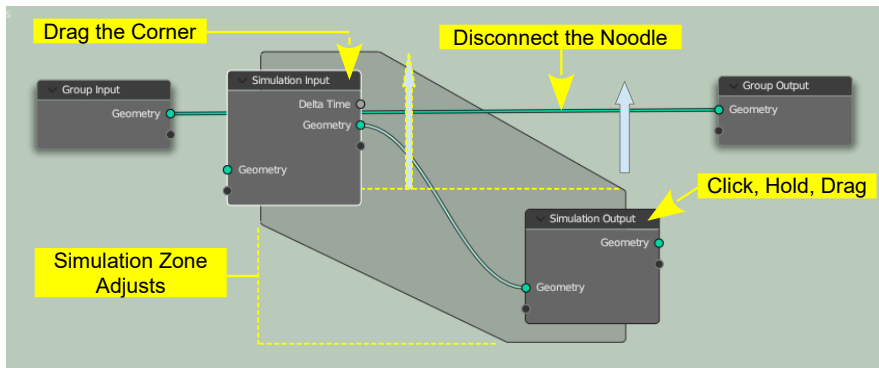 Drag the Corner
Disconnect the Noodle
Simulation Input
Group Input
Group Output
Delta Time
Geometry
Geometry
Geometry
Geometry
Click, Hold, Drag
Simulation Output
Geometry
Simulation Zone
Adjusts
Geometry